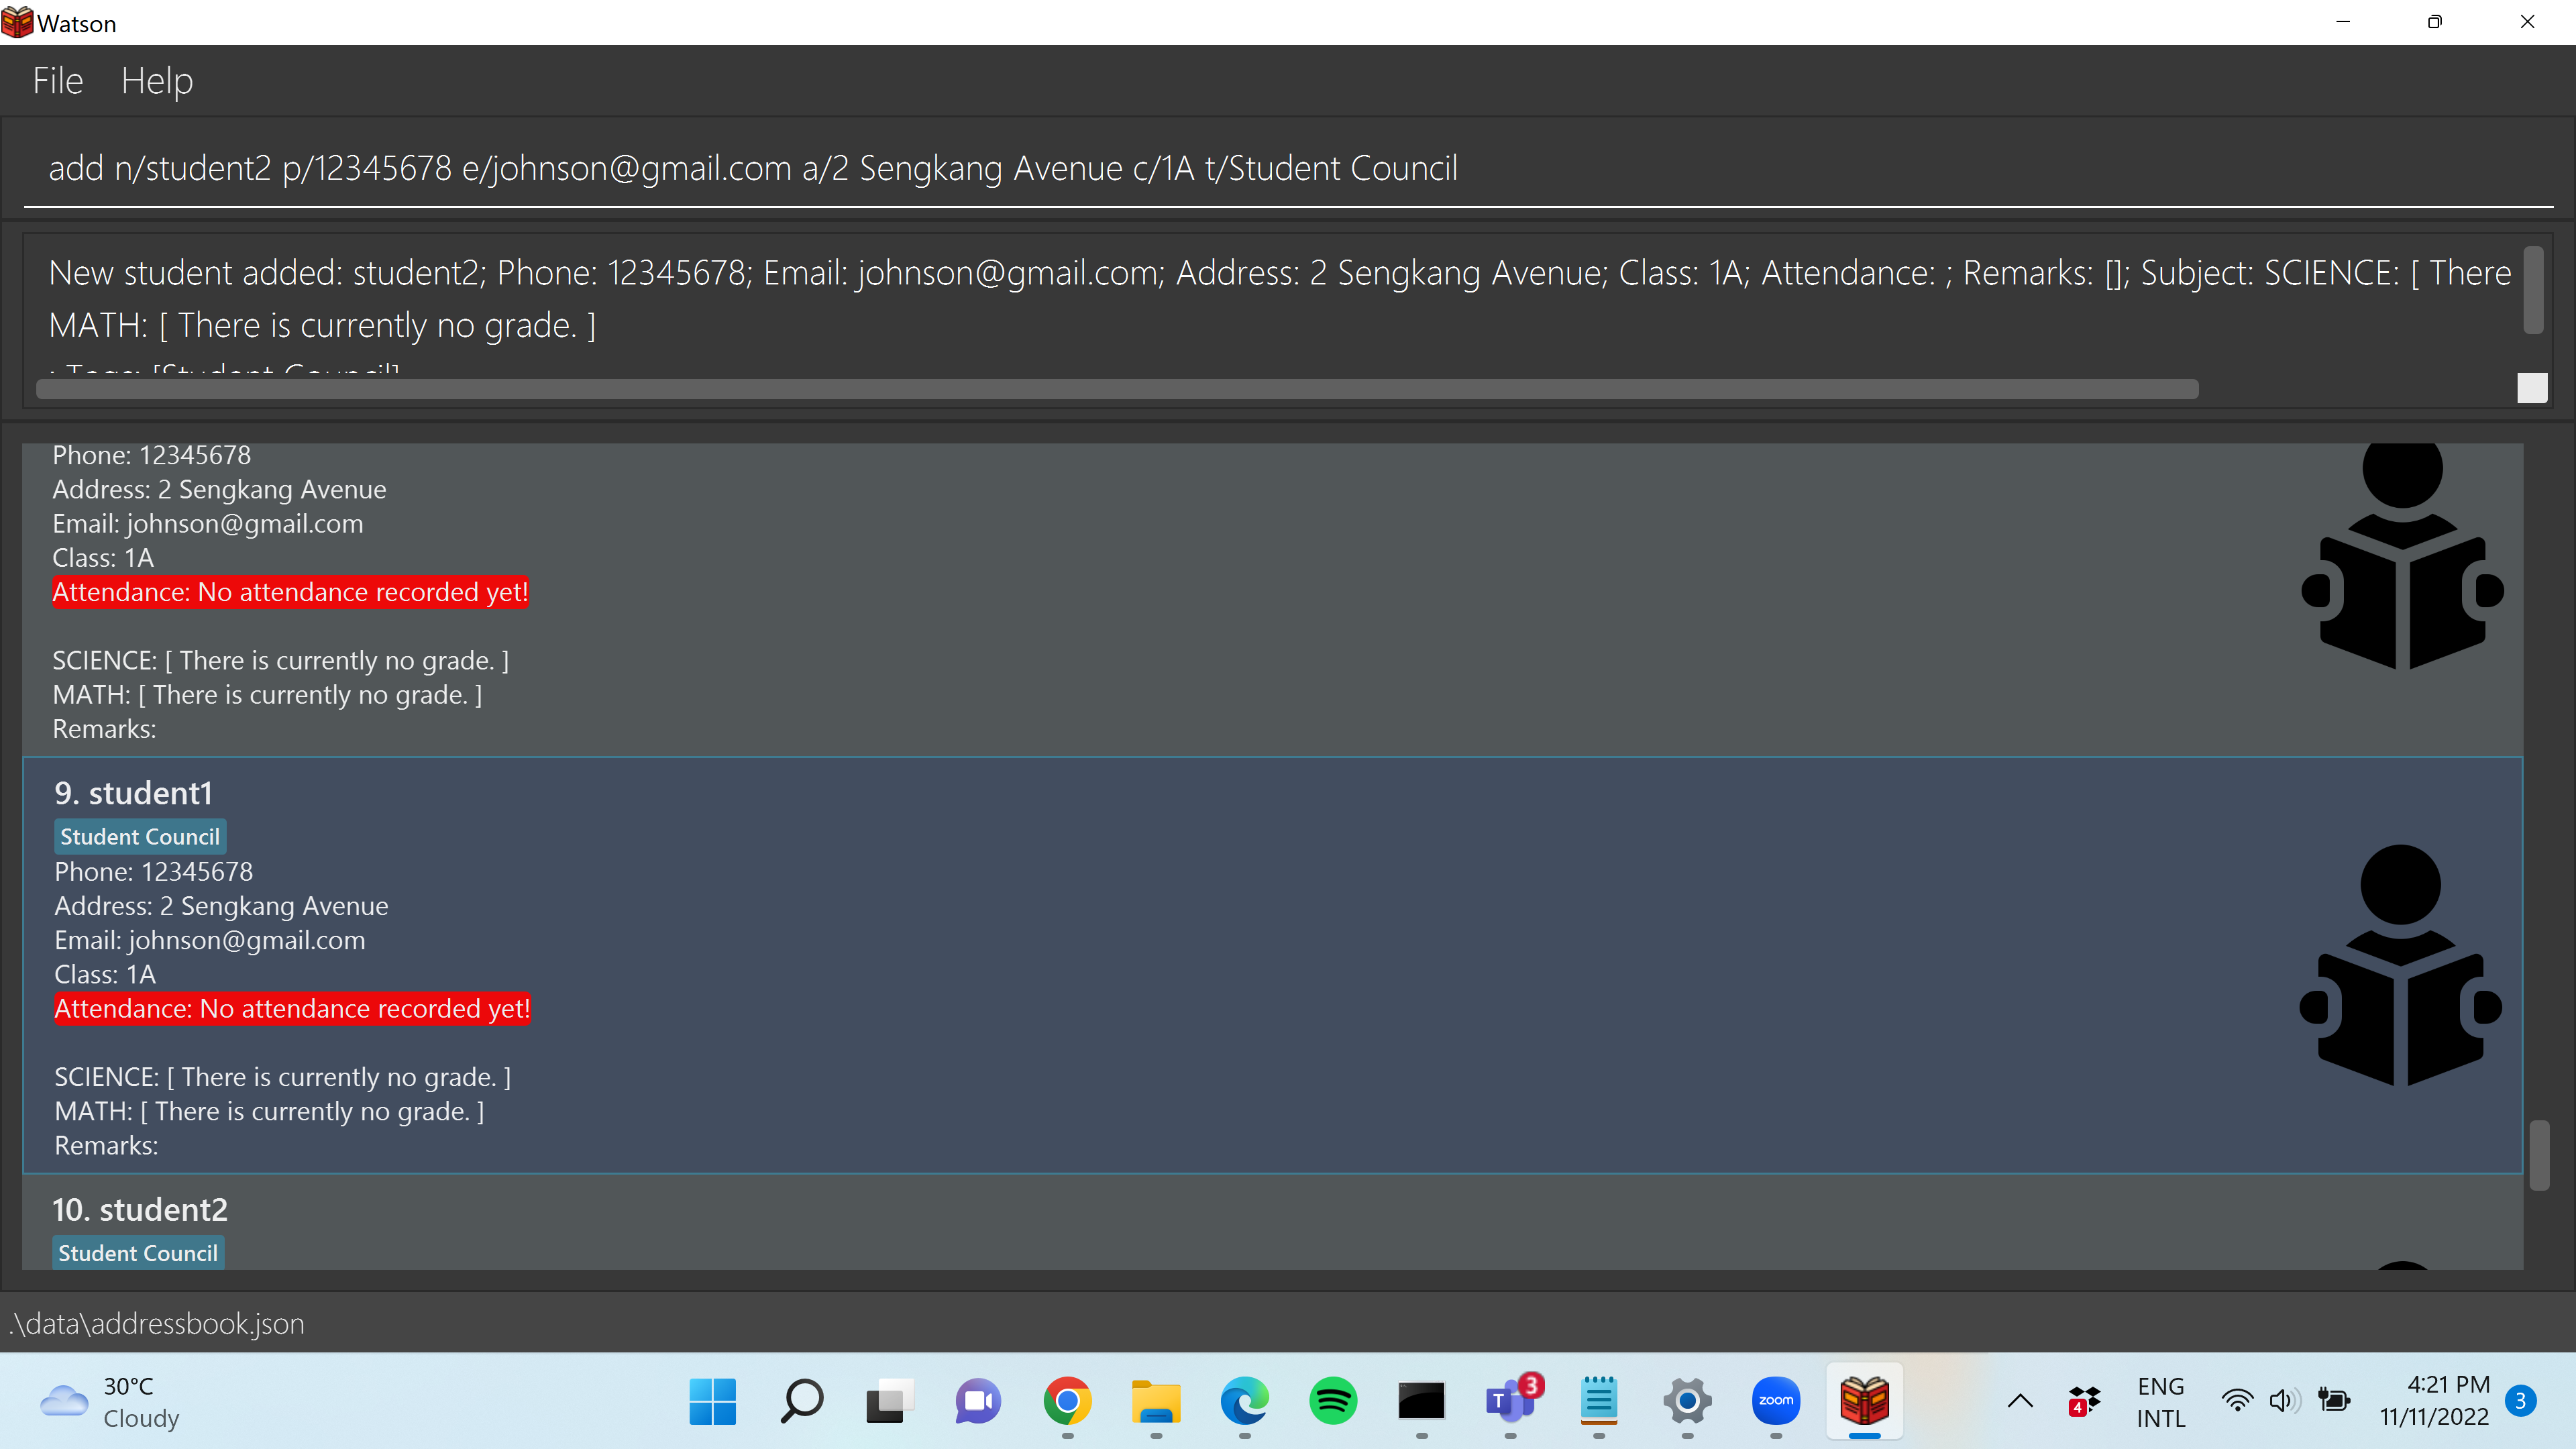 Watson
File Help
add n/student2 p/12345678 e/johnson@gmail.com a/2 Sengkang Avenue c/1A t/Student Council
New student added: student2; Phone: 12345678; Email: johnson@gmail.com; Address: 2 Sengkang Avenue; Class: 1A; Attendance: ; Remarks: []; Subject: SCIENCE: [ There
MATH: [ There is currently no grade. ]
; Tags: [Student Council]
Phone: 12345678
Address: 2 Sengkang Avenue
Email: johnson@gmail.com
Class: 1A
Attendance: No attendance recorded yet!
SCIENCE: [ There is currently no grade. ]
MATH: [ There is currently no grade. ]
Remarks:
9. student1
Student Council
Phone: 12345678
Address: 2 Sengkang Avenue
Email: johnson@gmail.com
Class: 1A
Attendance: No attendance recorded yet!
SCIENCE: [ There is currently no grade. ]
MATH: [ There is currently no grade. ]
Remarks:
10. student2
Student Council
.\data\addressbook.json
30°C
Cloudy
T
3
zoom
4
ENG
INTL
4:21 PM
11/11/2022
3